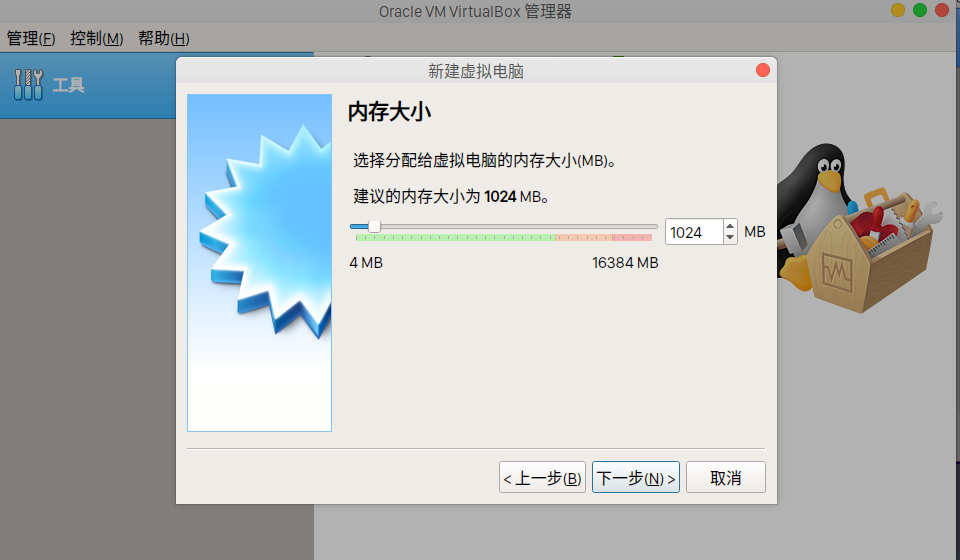 Oracle VM VirtualBox 管理器
管理(F) 控制(M) 帮助(H)
工具
新建虚拟电脑
内存大小
选择分配给虚拟电脑的内存大小(MB)。
建议的内存大小为 1024 MB。
1024 MB
4 MB 16384 MB
< 上一步(B) 下一步(N) > 取消